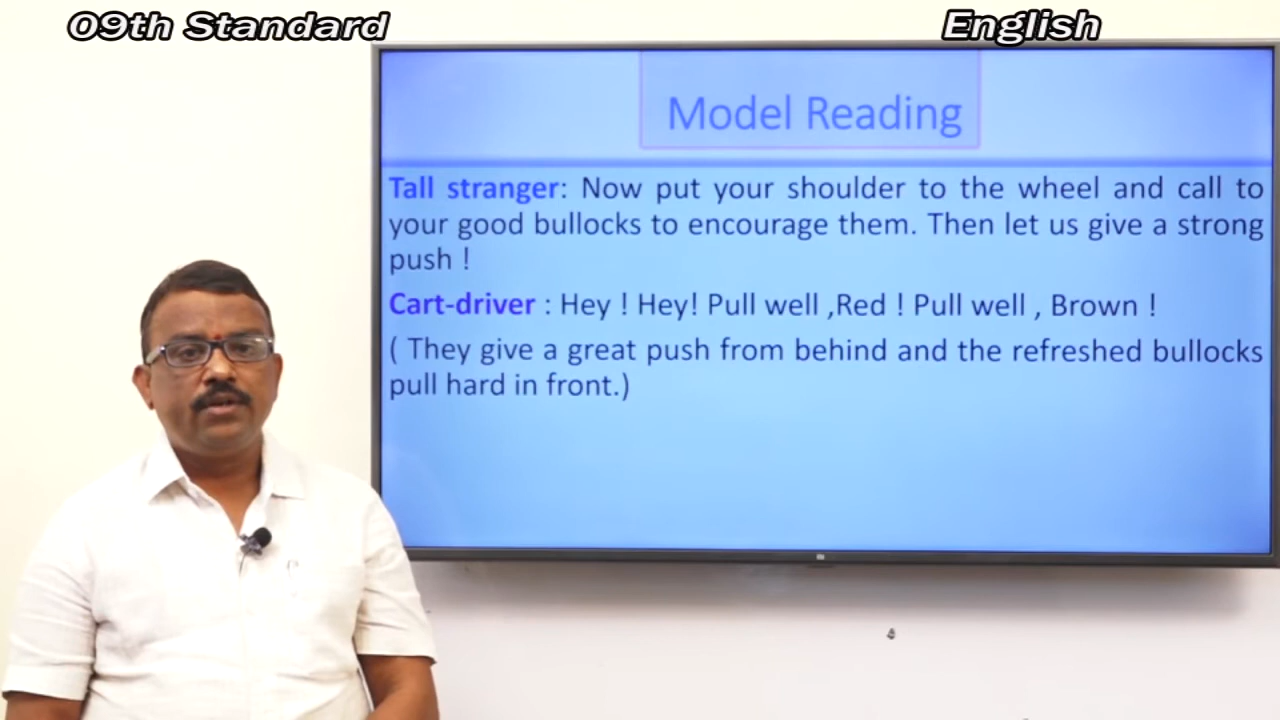 09th Standard
English
Model Reading
Tall stranger: Now put your shoulder to the wheel and call to
your good bullocks to encourage them. Then let us give a strong
push !
Cart-driver : Hey ! Hey! Pull well ,Red ! Pull well , Brown !
( They give a great push from behind and the refreshed bullocks
pull hard in front.)